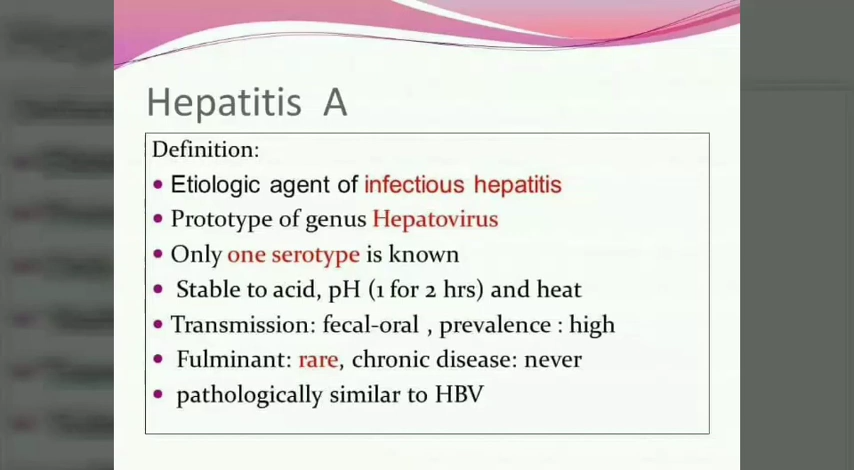 Hepatitis A
Definition:
• Etiologic agent of infectious hepatitis
• Prototype of genus Hepatovirus
• Only one serotype is known
• Stable to acid, pH (1 for 2 hrs) and heat
• Transmission: fecal-oral , prevalence : high
• Fulminant: rare, chronic disease: never
• pathologically similar to HBV